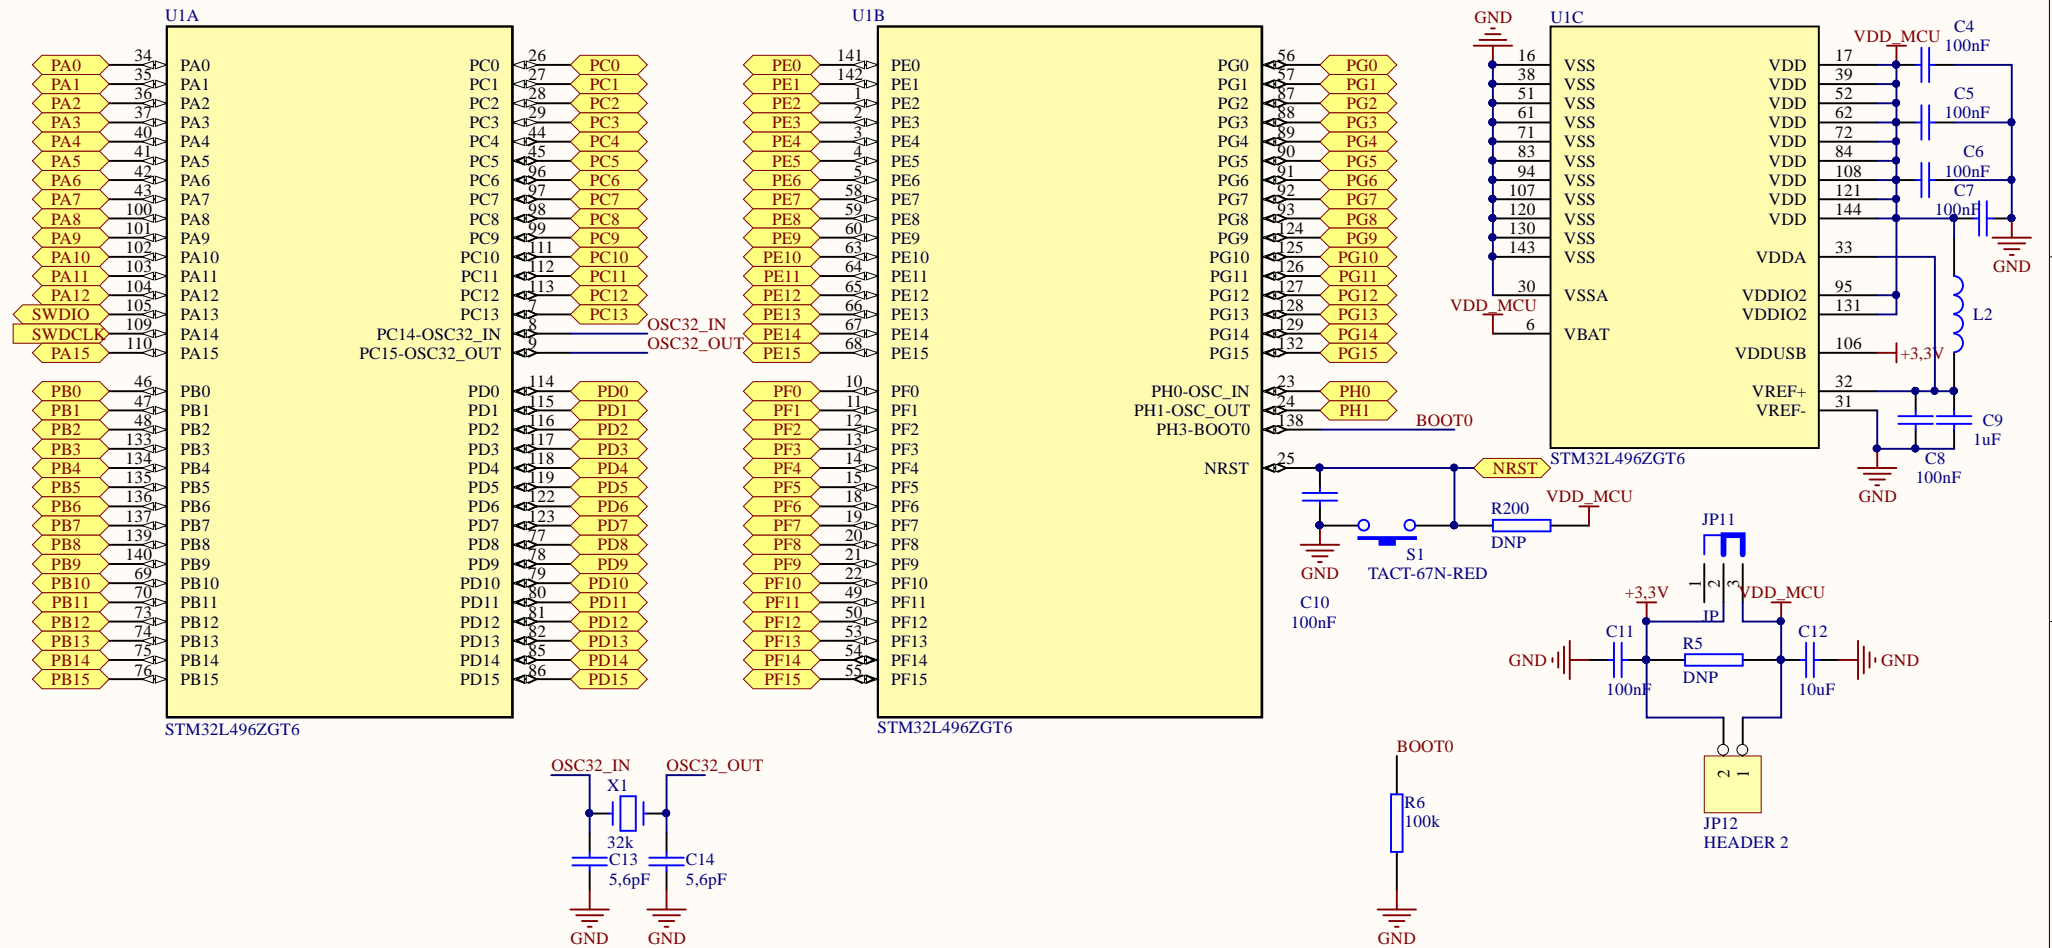 U1A
PA0 34 PA0 PC0 26 PC0
PA1 35 PA1 PC1 27 PC1
PA2 36 PA2 PC2 28 PC2
PA3 37 PA3 PC3 29 PC3
PA4 40 PA4 PC4 44 PC4
PA5 41 PA5 PC5 45 PC5
PA6 42 PA6 PC6 96 PC6
PA7 43 PA7 PC7 97 PC7
PA8 100 PA8 PC8 98 PC8
PA9 101 PA9 PC9 99 PC9
PA10 102 PA10 PC10 111 PC10
PA11 103 PA11 PC11 112 PC11
PA12 104 PA12 PC12 113 PC12
SWDIO 105 PA13 PC13 7 PC13
SWDCLK 109 PA14 PC14-OSC32_IN 8 OSC32_IN
PA15 110 PA15 PC15-OSC32_OUT 9 OSC32_OUT
PB0 46 PB0 PD0 114 PD0
PB1 47 PB1 PD1 115 PD1
PB2 48 PB2 PD2 116 PD2
PB3 133 PB3 PD3 117 PD3
PB4 134 PB4 PD4 118 PD4
PB5 135 PB5 PD5 119 PD5
PB6 136 PB6 PD6 122 PD6
PB7 137 PB7 PD7 123 PD7
PB8 139 PB8 PD8 77 PD8
PB9 140 PB9 PD9 78 PD9
PB10 69 PB10 PD10 79 PD10
PB11 70 PB11 PD11 80 PD11
PB12 73 PB12 PD12 81 PD12
PB13 74 PB13 PD13 82 PD13
PB14 75 PB14 PD14 85 PD14
PB15 76 PB15 PD15 86 PD15
STM32L496ZGT6
U1B
PE0 141 PE0 PG0 56 PG0
PE1 142 PE1 PG1 57 PG1
PE2 1 PE2 PG2 87 PG2
PE3 2 PE3 PG3 88 PG3
PE4 3 PE4 PG4 89 PG4
PE5 4 PE5 PG5 90 PG5
PE6 5 PE6 PG6 91 PG6
PE7 58 PE7 PG7 92 PG7
PE8 59 PE8 PG8 93 PG8
PE9 60 PE9 PG9 124 PG9
PE10 63 PE10 PG10 125 PG10
PE11 64 PE11 PG11 126 PG11
PE12 65 PE12 PG12 127 PG12
PE13 66 PE13 PG13 128 PG13
PE14 67 PE14 PG14 129 PG14
PE15 68 PE15 PG15 132 PG15
PF0 10 PF0 PH0-OSC_IN 23 PH0
PF1 11 PF1 PH1-OSC_OUT 24 PH1
PF2 12 PF2 PH3-BOOT0 138 BOOT0
PF3 13 PF3
PF4 14 PF4 NRST 25 NRST
PF5 15 PF5
PF6 18 PF6
PF7 19 PF7
PF8 20 PF8
PF9 21 PF9
PF10 22 PF10
PF11 49 PF11
PF12 50 PF12
PF13 53 PF13
PF14 54 PF14
PF15 55 PF15
STM32L496ZGT6
VDD_MCU
R200
DNP
S1
TACT-67N-RED
GND
C10
100nF
GND
U1C
16 VSS VDD 17
38 VSS VDD 39
51 VSS VDD 52
61 VSS VDD 62
71 VSS VDD 72
83 VSS VDD 84
94 VSS VDD 108
107 VSS VDD 121
120 VSS VDD 144
130 VSS
143 VSS VDDA 33
30 VSSA VDDIO2 95
VDDIO2 131
VDD_MCU
6 VBAT
VDDUSB 106 +3,3V
VREF+ 32
VREF- 31
STM32L496ZGT6
VDD_MCU
C4
100nF
C5
100nF
C6
100nF
C7
100nF
GND
L2
C9
1uF
C8
100nF
GND
JP11
1 2 3
JP
+3,3V
VDD_MCU
C11
R5
C12
GND
GND
100nF
DNP
10uF
2 1
JP12
HEADER 2
OSC32_IN
OSC32_OUT
X1
32k
C13
5,6pF
C14
5,6pF
GND
GND
BOOT0
R6
100k
GND